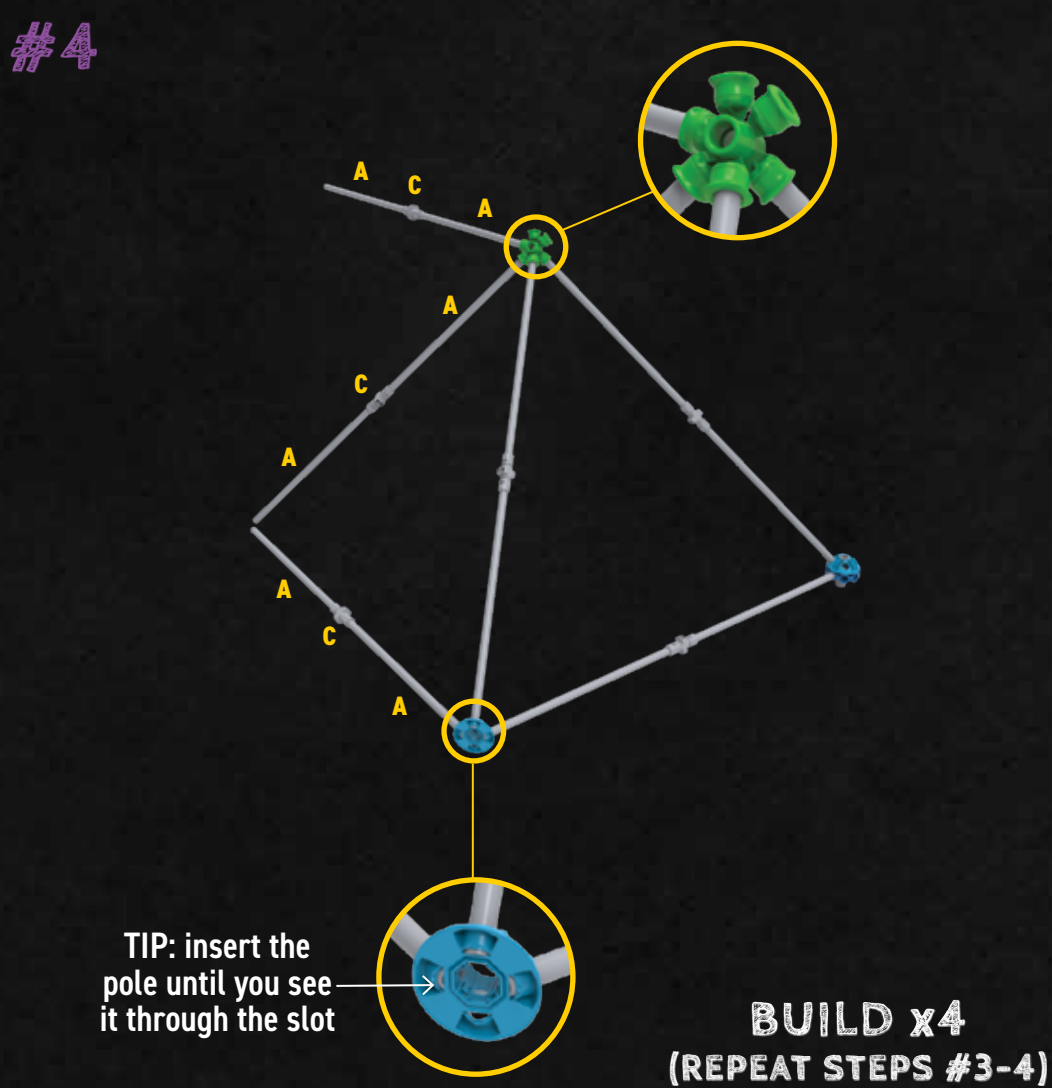 #4
A
C
A
A
C
A
A
C
A
TIP: insert the
pole until you see
it through the slot
BUILD x4
(REPEAT STEPS #3-4)